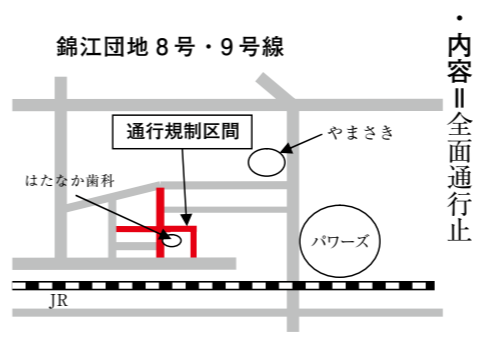 ・内容＝全面通行止
錦江団地８号・９号線
通行規制区間
やまさき
はたなか歯科
パワーズ
JR